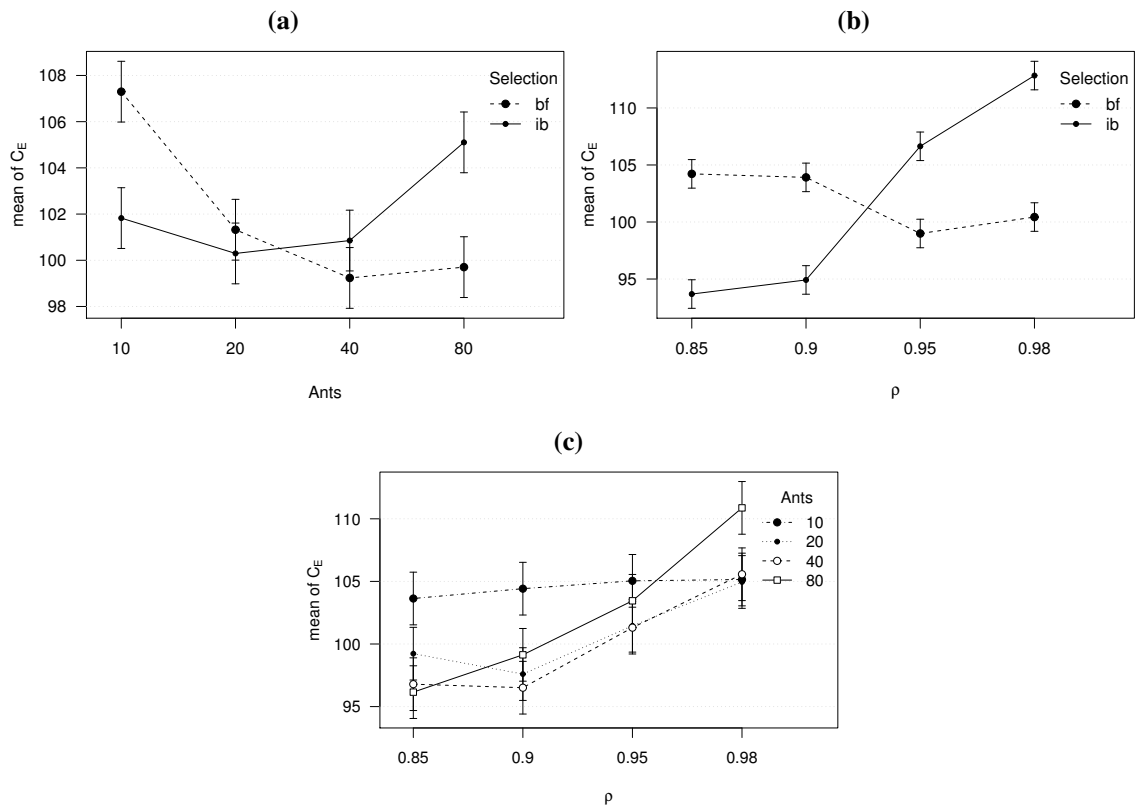 (a)
Selection
bf
ib
mean of C_E
108
106
104
102
100
98
10
20
40
80
Ants
(b)
Selection
bf
ib
mean of C_E
110
105
100
95
0.85
0.9
0.95
0.98
ρ
(c)
Ants
10
20
40
80
mean of C_E
110
105
100
95
0.85
0.9
0.95
0.98
ρ